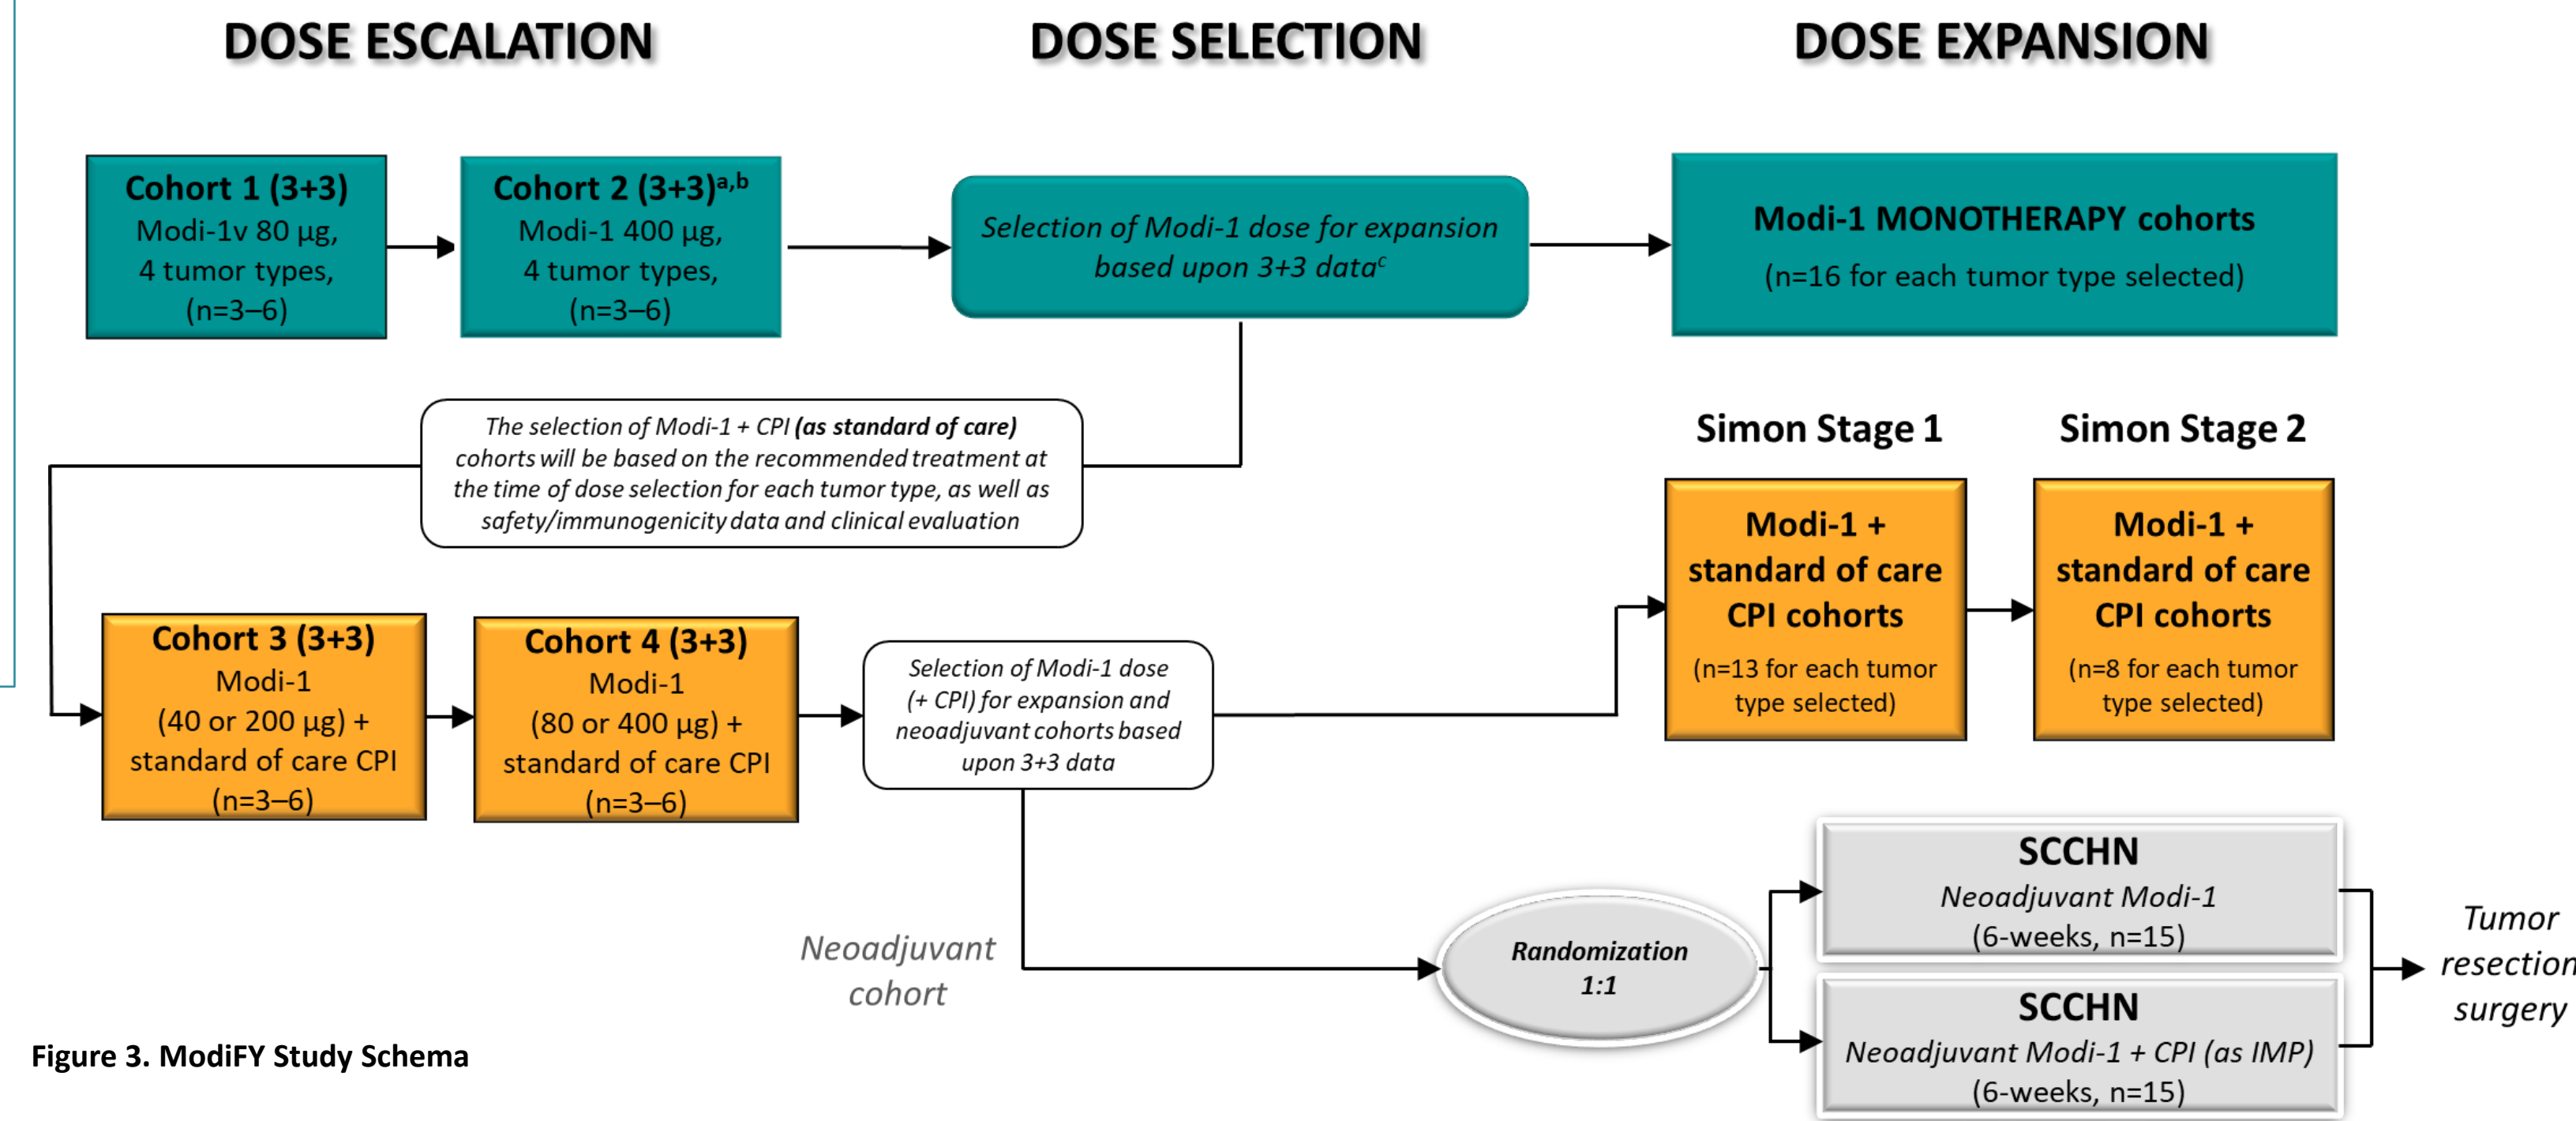 DOSE ESCALATION
DOSE SELECTION
DOSE EXPANSION
Cohort 1 (3+3)
Modi-1v 80 µg,
4 tumor types,
(n=3–6)
Cohort 2 (3+3)a,b
Modi-1 400 µg,
4 tumor types,
(n=3–6)
Selection of Modi-1 dose for expansion
based upon 3+3 datac
Modi-1 MONOTHERAPY cohorts
(n=16 for each tumor type selected)
The selection of Modi-1 + CPI (as standard of care)
cohorts will be based on the recommended treatment at
the time of dose selection for each tumor type, as well as
safety/immunogenicity data and clinical evaluation
Simon Stage 1
Simon Stage 2
Cohort 3 (3+3)
Modi-1
(40 or 200 µg) +
standard of care CPI
(n=3–6)
Cohort 4 (3+3)
Modi-1
(80 or 400 µg) +
standard of care CPI
(n=3–6)
Selection of Modi-1 dose
(+ CPI) for expansion and
neoadjuvant cohorts based
upon 3+3 data
Modi-1 +
standard of care
CPI cohorts
(n=13 for each tumor
type selected)
Modi-1 +
standard of care
CPI cohorts
(n=8 for each tumor
type selected)
Neoadjuvant
cohort
Randomization
1:1
SCCHN
Neoadjuvant Modi-1
(6-weeks, n=15)
SCCHN
Neoadjuvant Modi-1 + CPI (as IMP)
(6-weeks, n=15)
Tumor
resection
surgery
Figure 3. ModiFY Study Schema